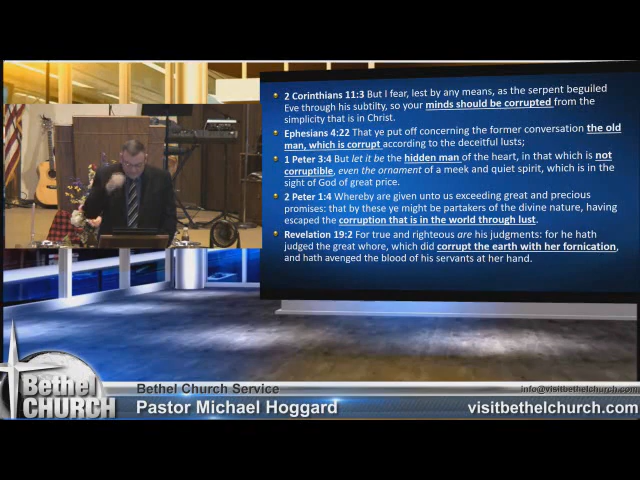 2 Corinthians 11:3 But I fear, lest by any means, as the serpent beguiled
Eve through his subtilty, so your minds should be corrupted from the
simplicity that is in Christ.
Ephesians 4:22 That ye put off concerning the former conversation the old
man, which is corrupt according to the deceitful lusts;
1 Peter 3:4 But let it be the hidden man of the heart, in that which is not
corruptible, even the ornament of a meek and quiet spirit, which is in the
sight of God of great price.
2 Peter 1:4 Whereby are given unto us exceeding great and precious
promises: that by these ye might be partakers of the divine nature, having
escaped the corruption that is in the world through lust.
Revelation 19:2 For true and righteous are his judgments: for he hath
judged the great whore, which did corrupt the earth with her fornication,
and hath avenged the blood of his servants at her hand.
Bethel
CHURCH
Bethel Church Service
info@visitbethelchurch.com
Pastor Michael Hoggard
visitbethelchurch.com